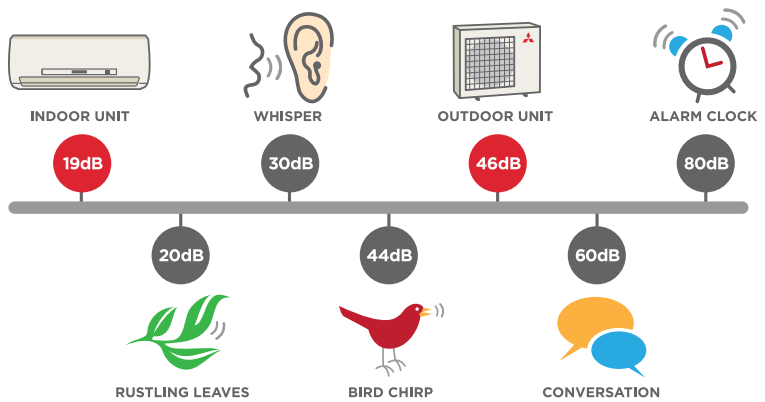 INDOOR UNIT
WHISPER
OUTDOOR UNIT
ALARM CLOCK
19dB
30dB
46dB
80dB
20dB
44dB
60dB
RUSTLING LEAVES
BIRD CHIRP
CONVERSATION